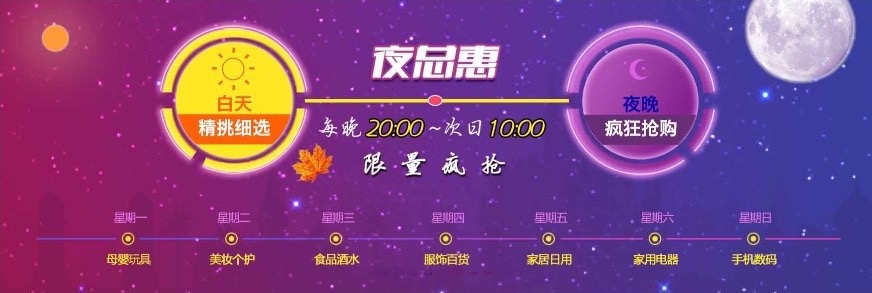 夜总惠
白天
精挑细选
夜晚
疯狂抢购
每晚20:00~次日10:00
限量疯抢
星期一 星期二 星期三 星期四 星期五 星期六 星期日
母婴玩具 美妆个护 食品酒水 服饰百货 家居日用 家用电器 手机数码